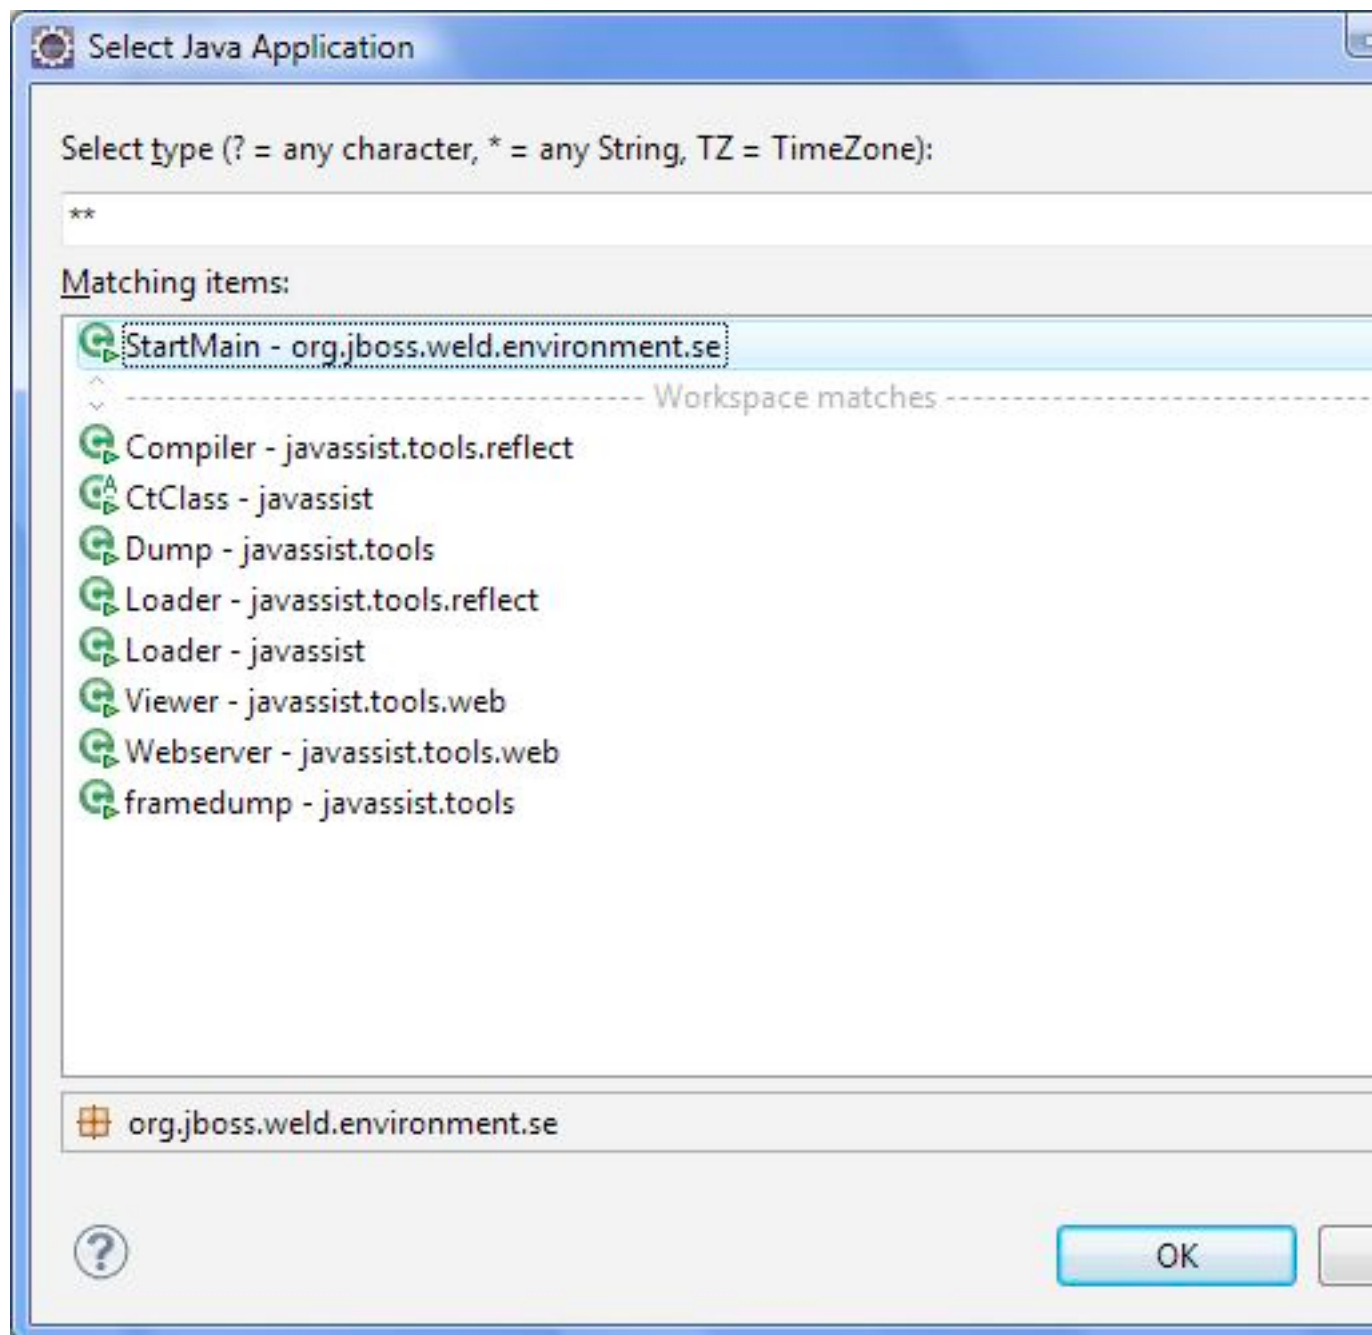 Select Java Application
Select type (? = any character, * = any String, TZ = TimeZone):
**
Matching items:
StartMain - org.jboss.weld.environment.se
Workspace matches
Compiler - javassist.tools.reflect
CtClass - javassist
Dump - javassist.tools
Loader - javassist.tools.reflect
Loader - javassist
Viewer - javassist.tools.web
Webserver - javassist.tools.web
framedump - javassist.tools
org.jboss.weld.environment.se
?
OK